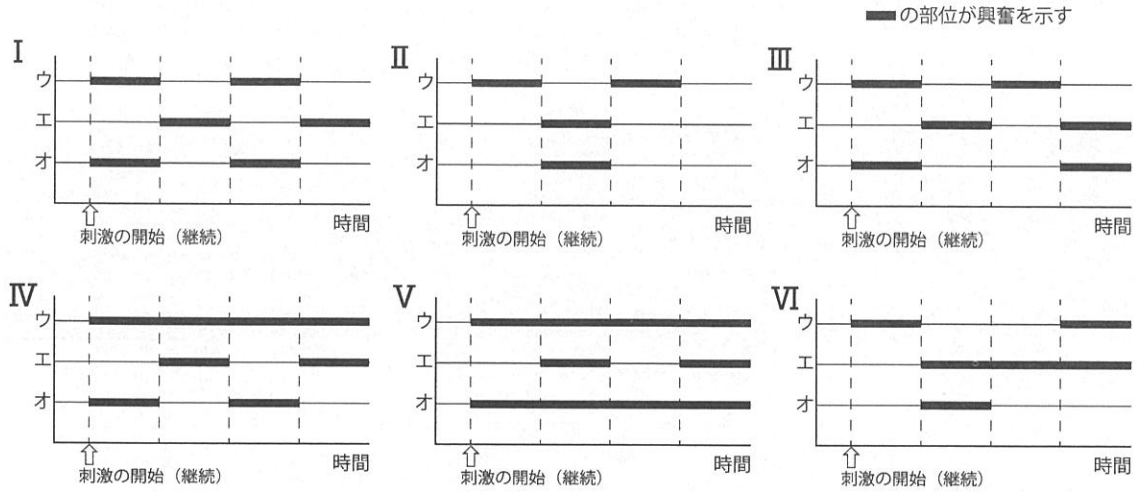 の部位が興奮を示す
I
ウ
エ
オ
時間
刺激の開始（継続）
II
ウ
エ
オ
時間
刺激の開始（継続）
III
ウ
エ
オ
時間
刺激の開始（継続）
IV
ウ
エ
オ
時間
刺激の開始（継続）
V
ウ
エ
オ
時間
刺激の開始（継続）
VI
ウ
エ
オ
時間
刺激の開始（継続）